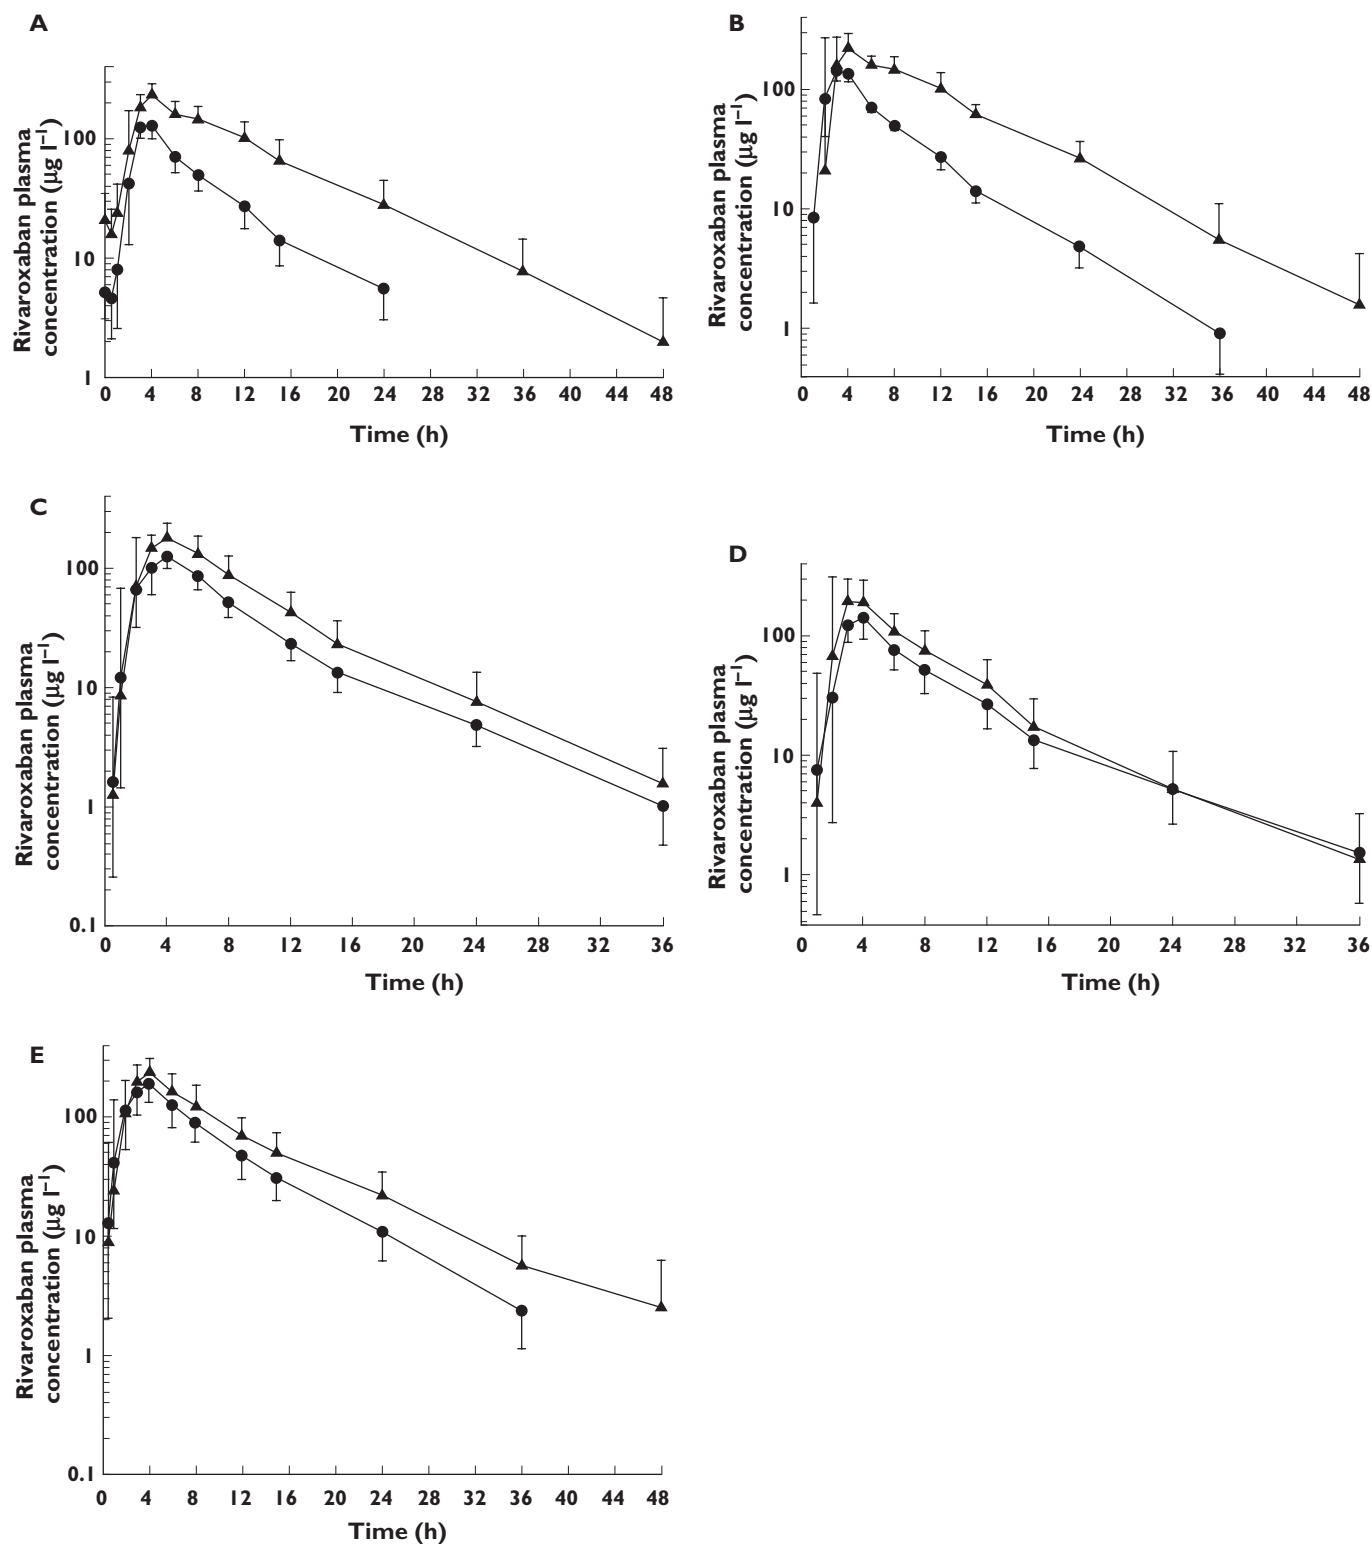 A
Rivaroxaban plasma
concentration (µg l⁻¹)
100
10
1
0 4 8 12 16 20 24 28 32 36 40 44 48
Time (h)
B
Rivaroxaban plasma
concentration (µg l⁻¹)
100
10
1
0 4 8 12 16 20 24 28 32 36 40 44 48
Time (h)
C
Rivaroxaban plasma
concentration (µg l⁻¹)
100
10
1
0.1
0 4 8 12 16 20 24 28 32 36
Time (h)
D
Rivaroxaban plasma
concentration (µg l⁻¹)
100
10
1
0 4 8 12 16 20 24 28 32 36
Time (h)
E
Rivaroxaban plasma
concentration (µg l⁻¹)
100
10
1
0.1
0 4 8 12 16 20 24 28 32 36 40 44 48
Time (h)